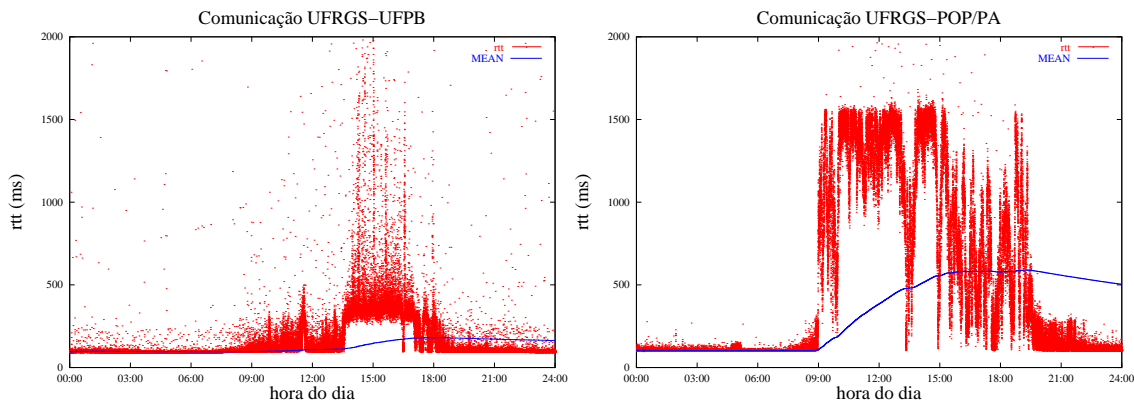 Comunicação UFRGS−UFPB
2000
1500
1000
500
0
rtt (ms)
rtt
MEAN
00:00 03:00 06:00 09:00 12:00 15:00 18:00 21:00 24:00
hora do dia
Comunicação UFRGS−POP/PA
2000
1500
1000
500
0
rtt (ms)
rtt
MEAN
00:00 03:00 06:00 09:00 12:00 15:00 18:00 21:00 24:00
hora do dia